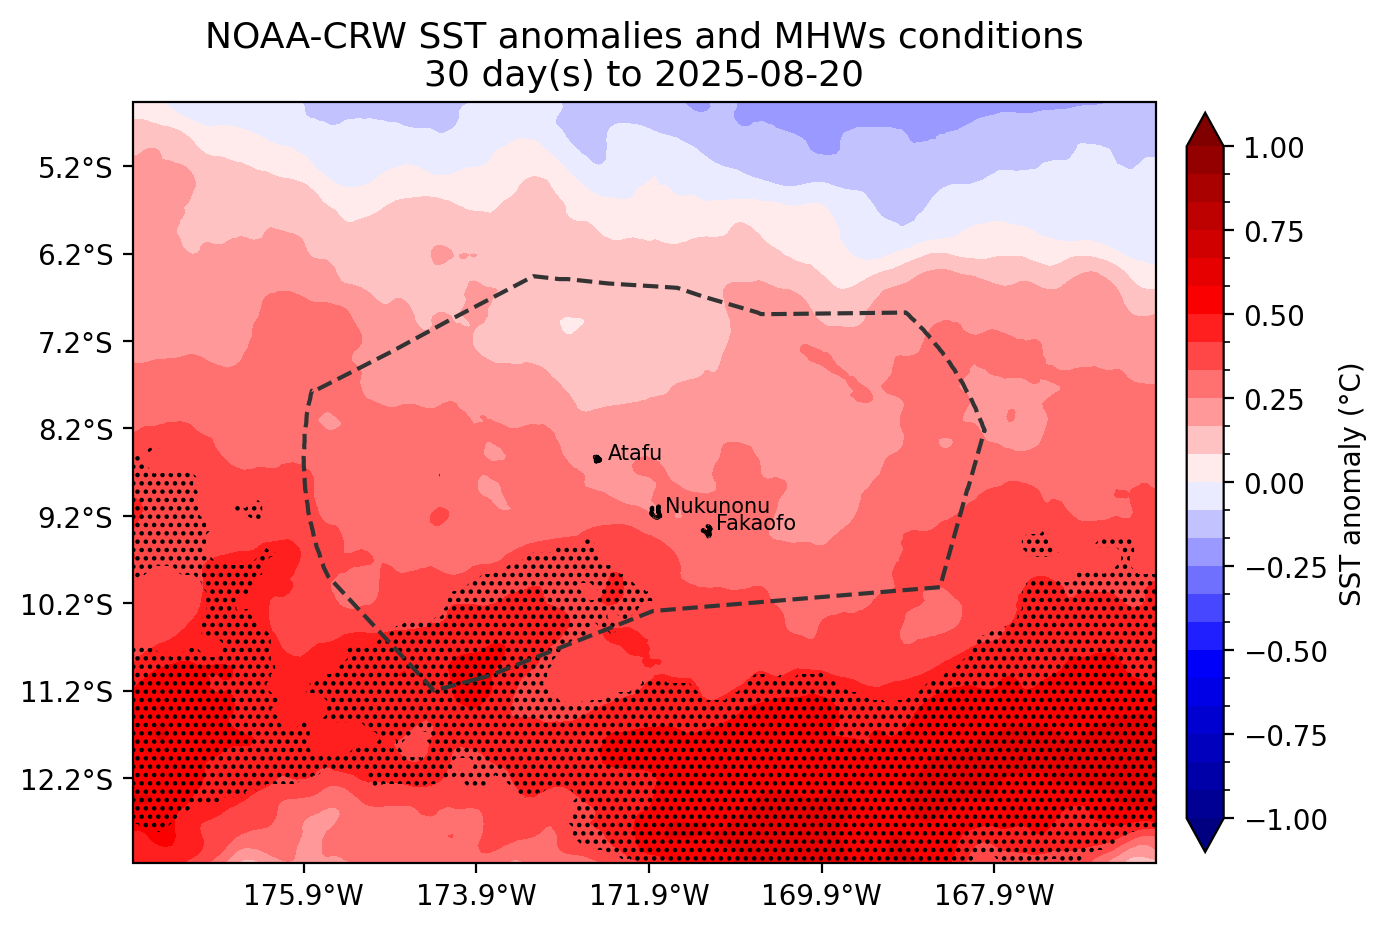 NOAA-CRW SST anomalies and MHWs conditions
30 day(s) to 2025-08-20
5.2°S
6.2°S
7.2°S
8.2°S
9.2°S
10.2°S
11.2°S
12.2°S
Atafu
Nukunonu
Fakaofo
175.9°W
173.9°W
171.9°W
169.9°W
167.9°W
1.00
0.75
0.50
0.25
0.00
−0.25
−0.50
−0.75
−1.00
SST anomaly (°C)